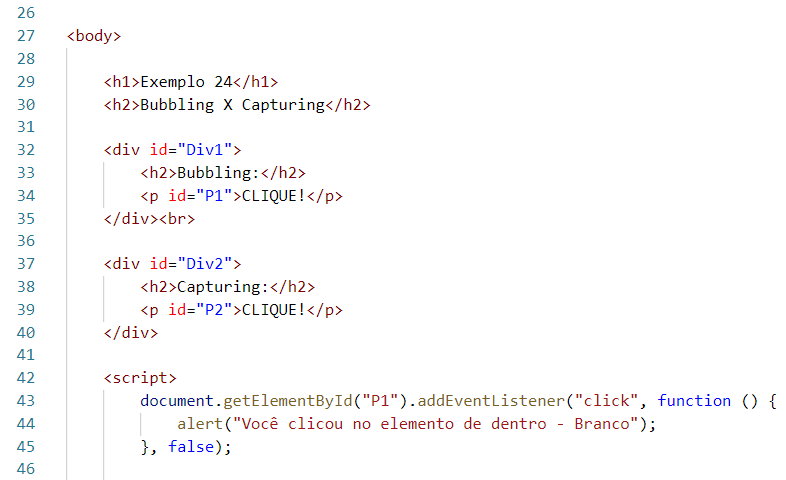 26
27 <body>
28
29 <h1>Exemplo 24</h1>
30 <h2>Bubbling X Capturing</h2>
31
32 <div id="Div1">
33 <h2>Bubbling:</h2>
34 <p id="P1">CLIQUE!</p>
35 </div><br>
36
37 <div id="Div2">
38 <h2>Capturing:</h2>
39 <p id="P2">CLIQUE!</p>
40 </div>
41
42 <script>
43 document.getElementById("P1").addEventListener("click", function () {
44 alert("Você clicou no elemento de dentro - Branco");
45 }, false);
46